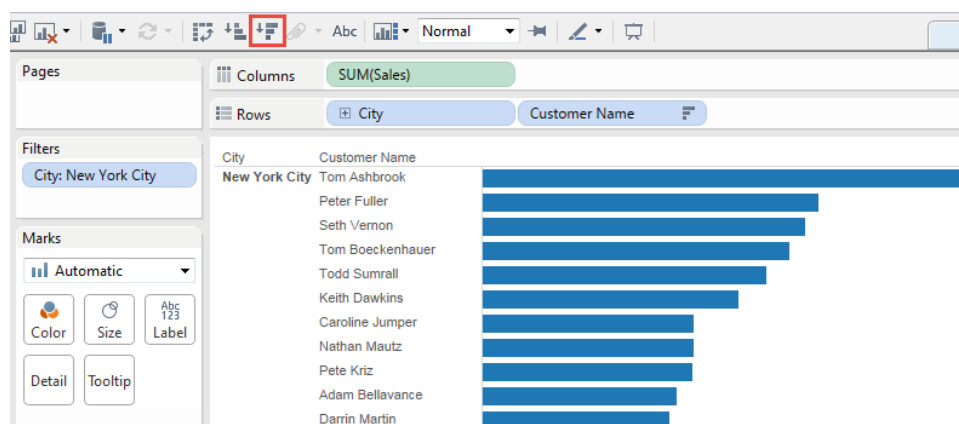 Abc Normal
Pages
Columns SUM(Sales)
Rows City Customer Name
Filters
City: New York City
City Customer Name
New York City Tom Ashbrook
Peter Fuller
Seth Vernon
Marks
Tom Boeckenhauer
Automatic
Todd Sumrall
Keith Dawkins
Abc
123
Color Size Label
Caroline Jumper
Nathan Mautz
Pete Kriz
Detail Tooltip
Adam Bellavance
Darrin Martin